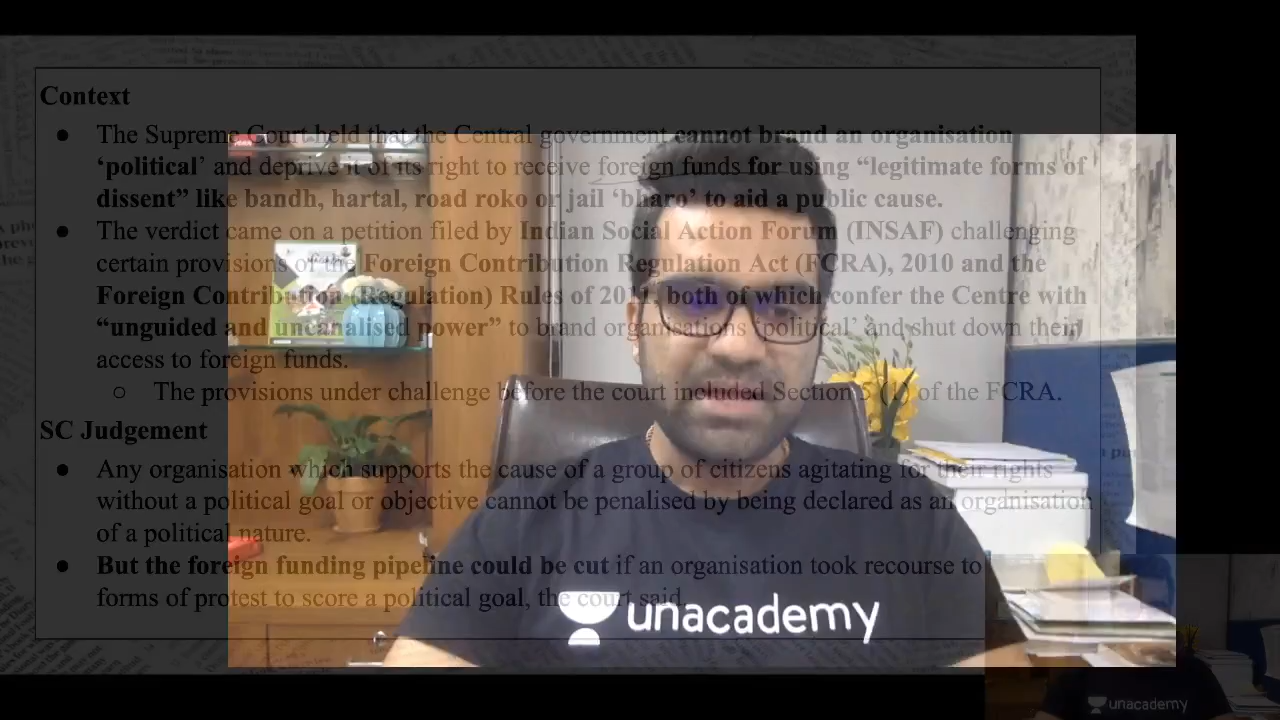 Context
● The Supreme Court held that the Central government cannot brand an organisation
‘political’ and deprive it of its right to receive foreign funds for using “legitimate forms of
dissent” like bandh, hartal, road roko or jail ‘bharo’ to aid a public cause.
● The verdict came on a petition filed by Indian Social Action Forum (INSAF) challenging
certain provisions of the Foreign Contribution Regulation Act (FCRA), 2010 and the
Foreign Contribution (Regulation) Rules of 2011, both of which confer the Centre with
“unguided and uncanalised power” to brand organisations ‘political’ and shut down their
access to foreign funds.
○ The provisions under challenge before the court included Section 5 (1) of the FCRA.
SC Judgement
● Any organisation which supports the cause of a group of citizens agitating for their rights
without a political goal or objective cannot be penalised by being declared as an organisation
of a political nature.
● But the foreign funding pipeline could be cut if an organisation took recourse to
forms of protest to score a political goal, the court said.
unacademy
unacademy